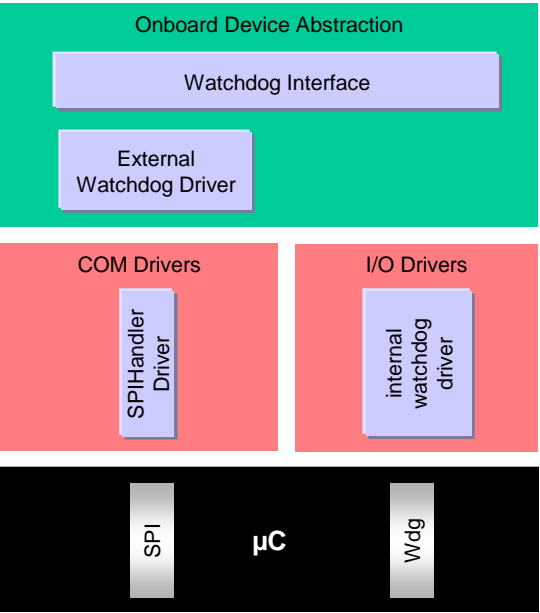 Onboard Device Abstraction
Watchdog Interface
External
Watchdog Driver
COM Drivers
I/O Drivers
SPIHandler
Driver
internal
watchdog
driver
SPI
µC
Wdg